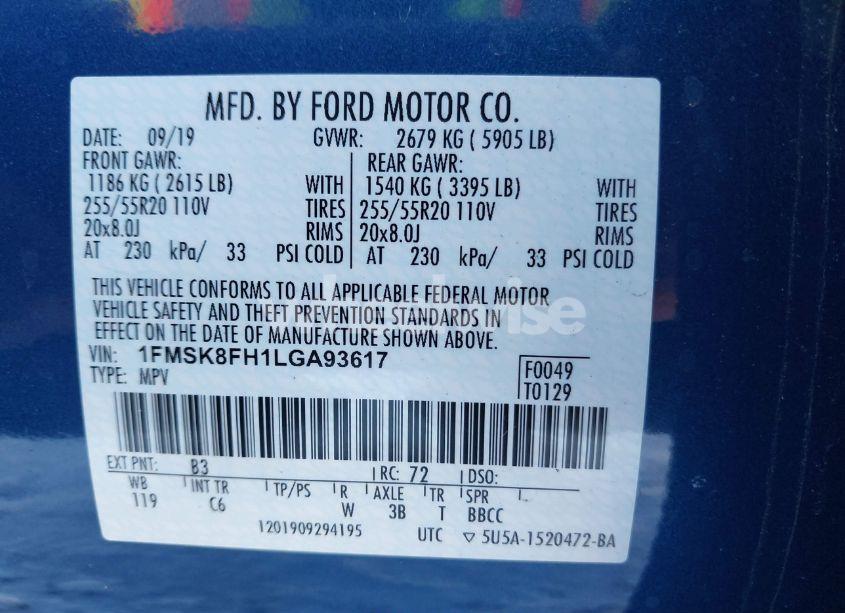 MFD. BY FORD MOTOR CO.
DATE: 09/19 GVWR: 2679 KG ( 5905 LB)
FRONT GAWR: REAR GAWR:
1186 KG ( 2615 LB) WITH 1540 KG ( 3395 LB) WITH
255/55R20 110V TIRES 255/55R20 110V TIRES
20x8.0J RIMS 20x8.0J RIMS
AT 230 kPa/ 33 PSI COLD AT 230 kPa/ 33 PSI COLD
THIS VEHICLE CONFORMS TO ALL APPLICABLE FEDERAL MOTOR
VEHICLE SAFETY AND THEFT PREVENTION STANDARDS IN
EFFECT ON THE DATE OF MANUFACTURE SHOWN ABOVE.
VIN: 1FMSK8FH1LGA93617 F0049
TYPE: MPV T0129
EXT PNT: B3 RC: 72 DSO:
WB INT TR TP/PS R AXLE TR SPR
119 C6 W 3B T BBCC
1201909294195 UTC ▽ 5U5A-1520472-BA